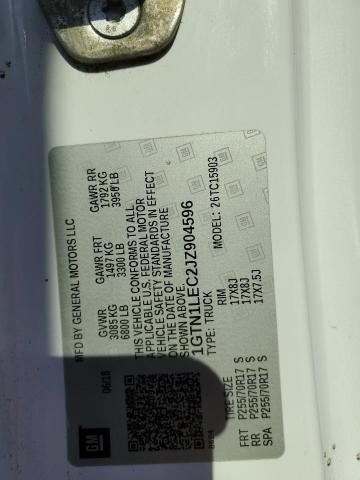 MFD BY GENERAL MOTORS LLC
06/18
GVWR GAWR FRT GAWR RR
3085 KG 1497 KG 1792 KG
6800 LB 3300 LB 3950 LB
THIS VEHICLE CONFORMS TO ALL
APPLICABLE U.S. FEDERAL MOTOR
VEHICLE SAFETY STANDARDS IN EFFECT
ON THE DATE OF MANUFACTURE
SHOWN ABOVE.
1GTN1LEC2JZ904596
TYPE: TRUCK MODEL: 26TC15903
TIRE SIZE RIM
FRT P255/70R17 S 17X8J
RR P255/70R17 S 17X8J
SPA P255/70R17 S 17X7.5J
GM